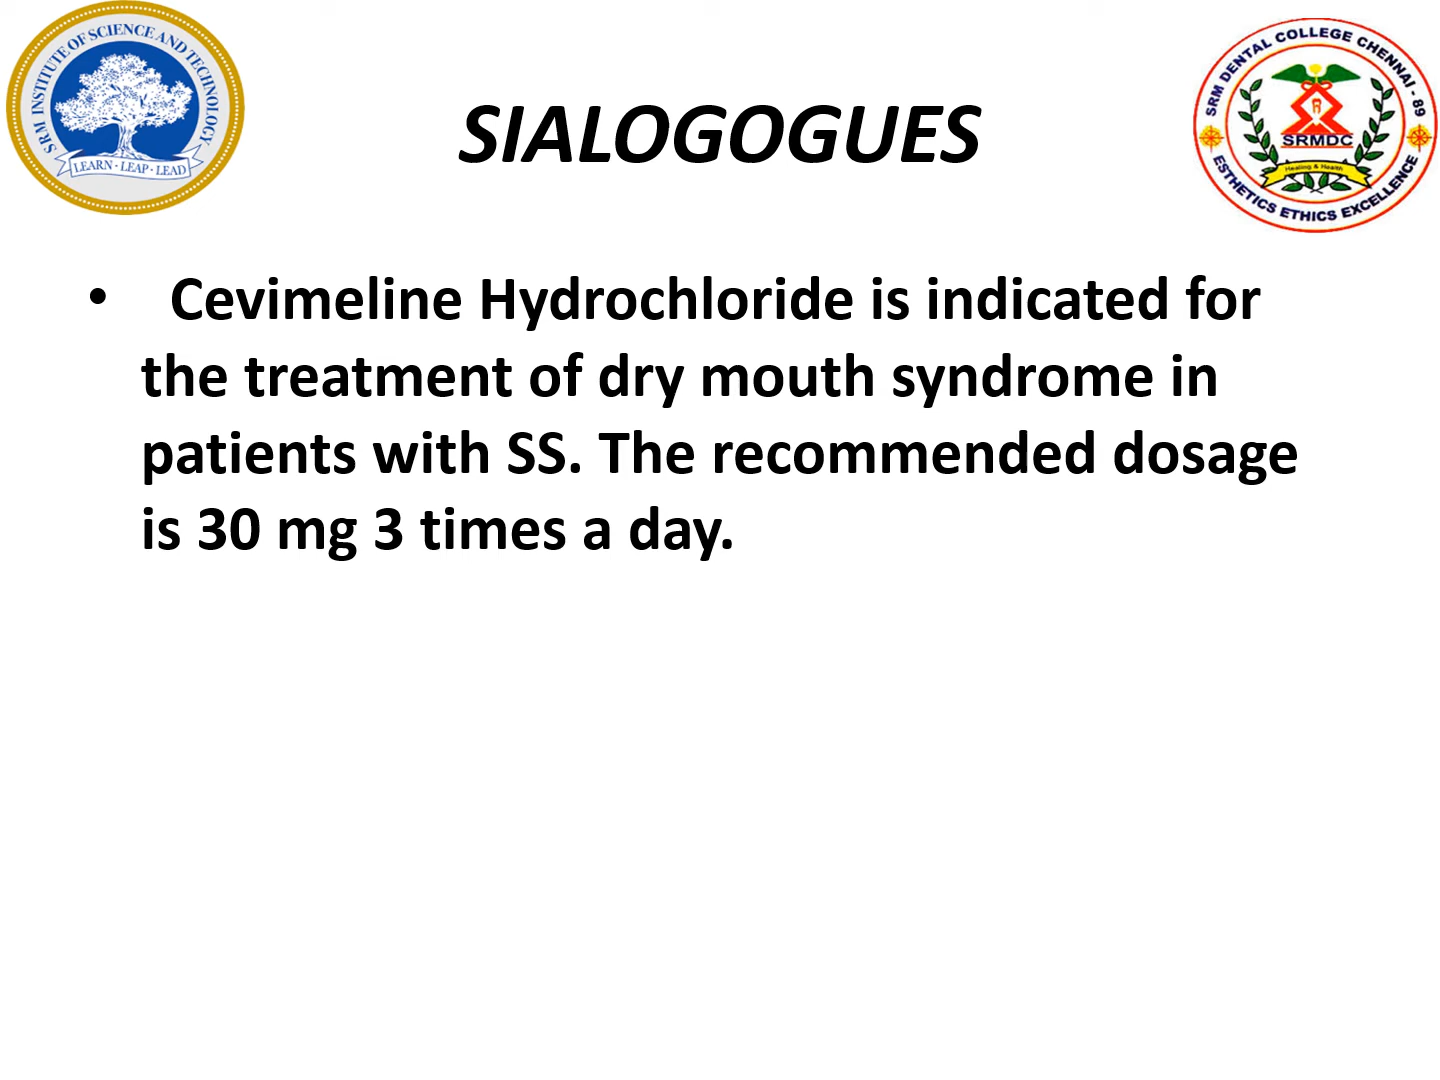 SRM INSTITUTE OF SCIENCE AND TECHNOLOGY
LEARN · LEAP · LEAD
SIALOGOGUES
SRM DENTAL COLLEGE CHENNAI - 89
SRMDC
Healing & Health
ESTHETICS ETHICS EXCELLENCE
• Cevimeline Hydrochloride is indicated for
the treatment of dry mouth syndrome in
patients with SS. The recommended dosage
is 30 mg 3 times a day.